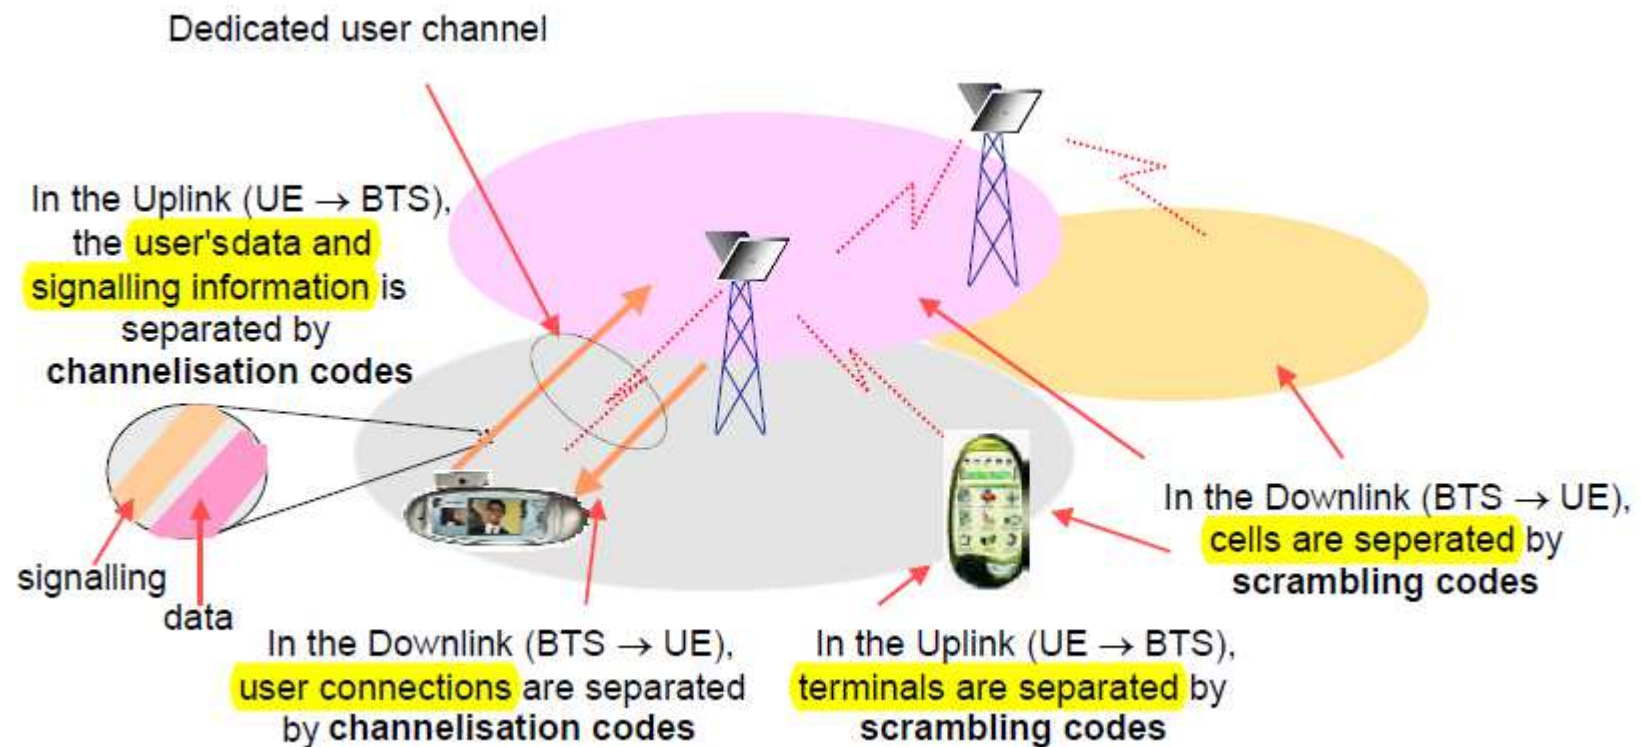 Dedicated user channel
In the Uplink (UE → BTS),
the user'sdata and
signalling information is
separated by
channelisation codes
signalling
data
In the Downlink (BTS → UE),
user connections are separated
by channelisation codes
In the Uplink (UE → BTS),
terminals are separated by
scrambling codes
In the Downlink (BTS → UE),
cells are seperated by
scrambling codes